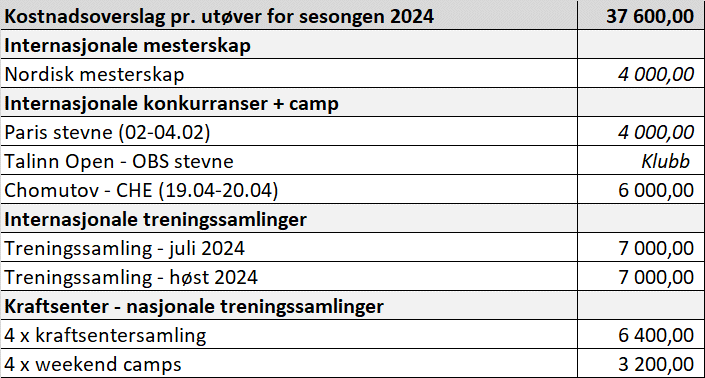 Kostnadsoverslag pr. utøver for sesongen 2024 37 600,00
Internasjonale mesterskap
Nordisk mesterskap 4 000,00
Internasjonale konkurranser + camp
Paris stevne (02-04.02) 4 000,00
Talinn Open - OBS stevne Klubb
Chomutov - CHE (19.04-20.04) 6 000,00
Internasjonale treningssamlinger
Treningssamling - juli 2024 7 000,00
Treningssamling - høst 2024 7 000,00
Kraftsenter - nasjonale treningssamlinger
4 x kraftsentersamling 6 400,00
4 x weekend camps 3 200,00